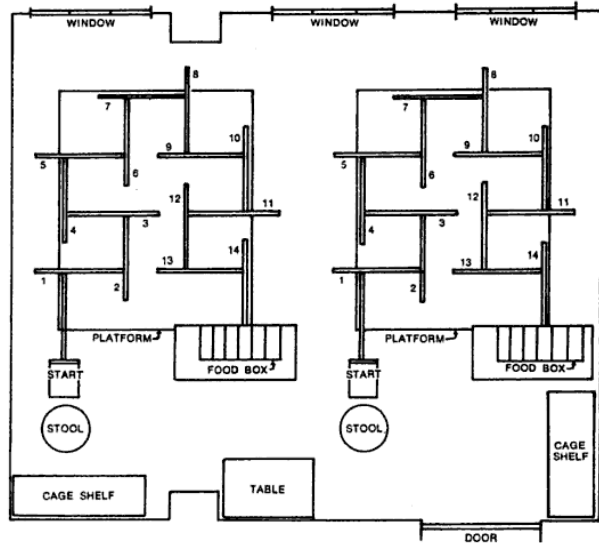 WINDOW
WINDOW
WINDOW
8
8
7
7
10
10
5
9
5
9
6
6
12
12
4
3
11
4
3
11
14
14
1
2
13
1
2
13
PLATFORM
PLATFORM
START
FOOD BOX
START
FOOD BOX
STOOL
STOOL
CAGE
SHELF
CAGE SHELF
TABLE
DOOR